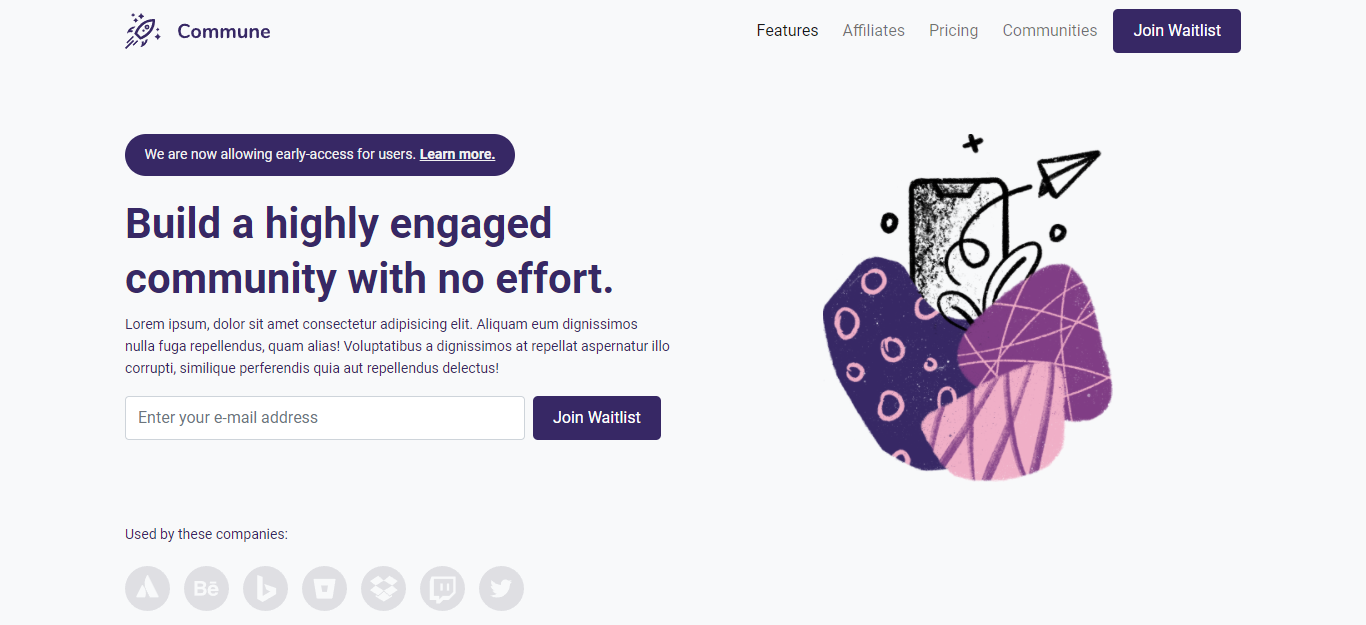 Commune
Features
Affiliates
Pricing
Communities
Join Waitlist
We are now allowing early-access for users. Learn more.
Build a highly engaged
community with no effort.
Lorem ipsum, dolor sit amet consectetur adipisicing elit. Aliquam eum dignissimos
nulla fuga repellendus, quam alias! Voluptatibus a dignissimos at repellat aspernatur illo
corrupti, similique perferendis quia aut repellendus delectus!
Enter your e-mail address
Join Waitlist
Used by these companies:
Bē